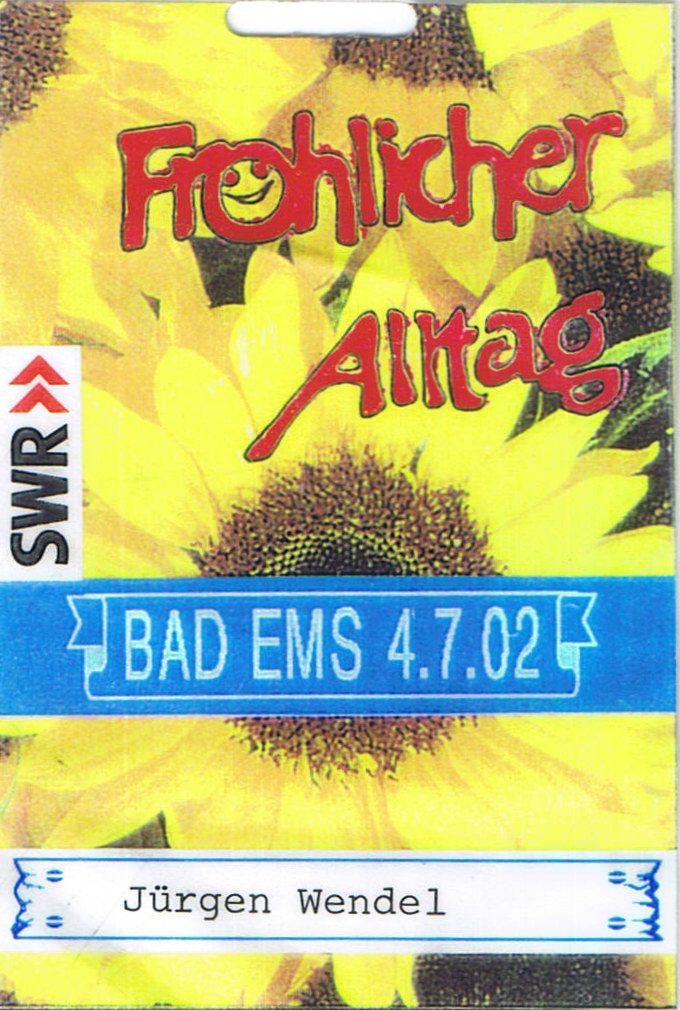 Fröhlicher
Alltag
SWR
BAD EMS 4.7.02
Jürgen Wendel